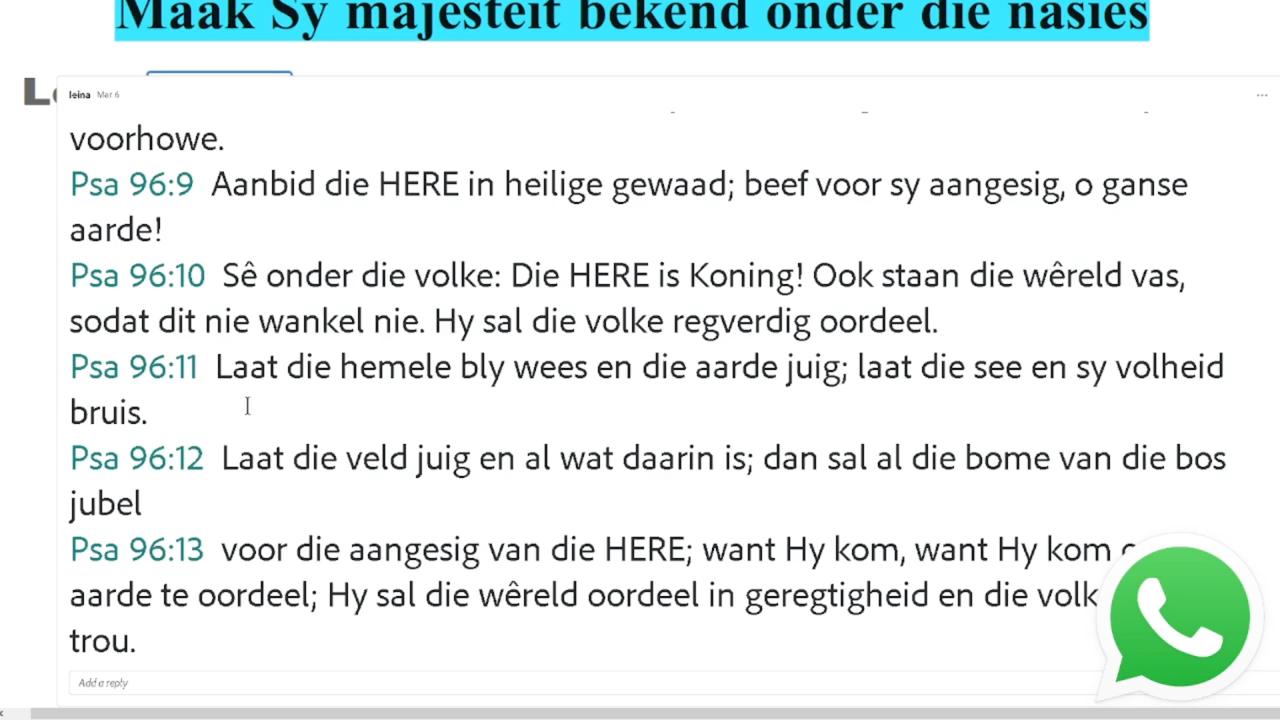 Maak Sy majesteit bekend onder die nasies
leina Mar 6
voorhowe.
Psa 96:9 Aanbid die HERE in heilige gewaad; beef voor sy aangesig, o ganse
aarde!
Psa 96:10 Sê onder die volke: Die HERE is Koning! Ook staan die wêreld vas,
sodat dit nie wankel nie. Hy sal die volke regverdig oordeel.
Psa 96:11 Laat die hemele bly wees en die aarde juig; laat die see en sy volheid
bruis.
Psa 96:12 Laat die veld juig en al wat daarin is; dan sal al die bome van die bos
jubel
Psa 96:13 voor die aangesig van die HERE; want Hy kom, want Hy kom
aarde te oordeel; Hy sal die wêreld oordeel in geregtigheid en die volk
trou.
Add a reply